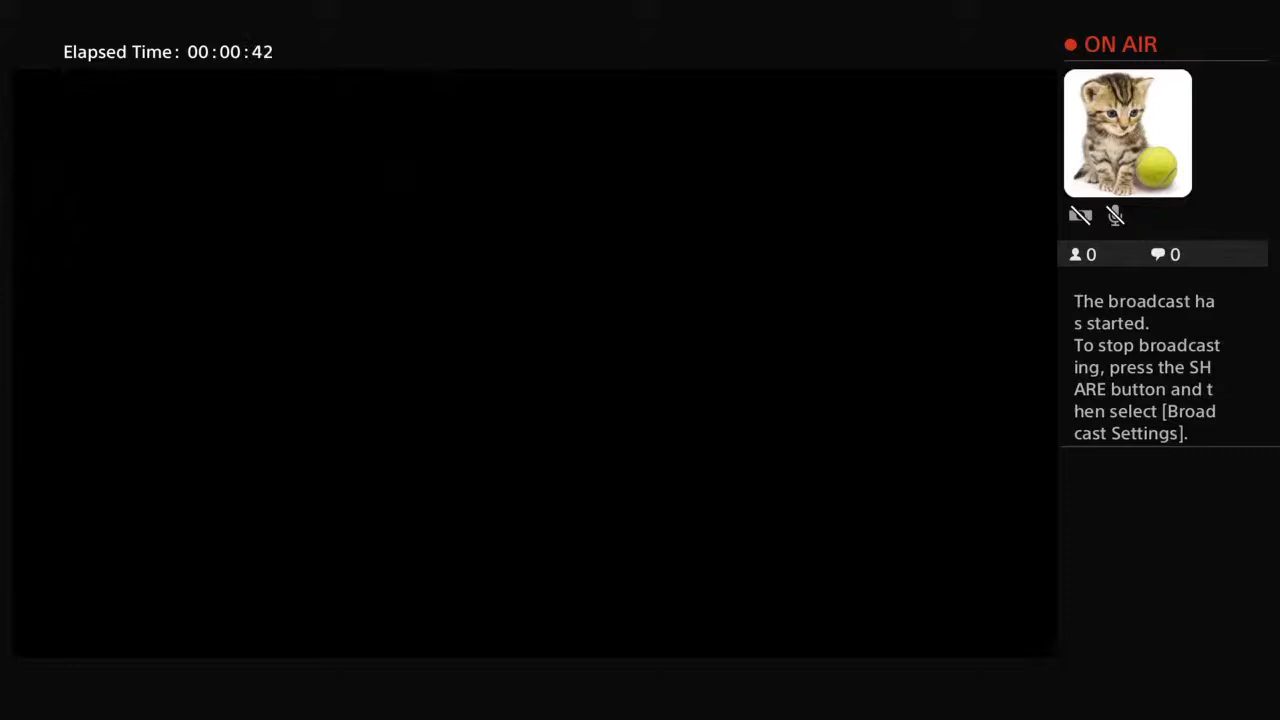 Elapsed Time: 00:00:42
ON AIR
0 0
The broadcast ha
s started.
To stop broadcast
ing, press the SH
ARE button and t
hen select [Broad
cast Settings].